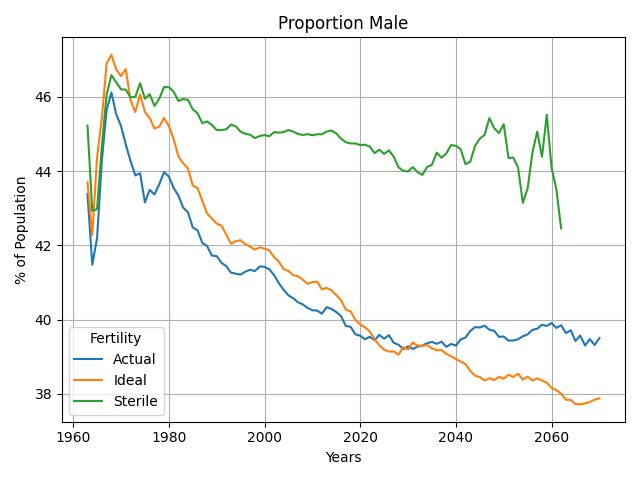 Proportion Male
% of Population
46
44
42
40
38
Fertility
Actual
Ideal
Sterile
1960
1980
2000
2020
2040
2060
Years